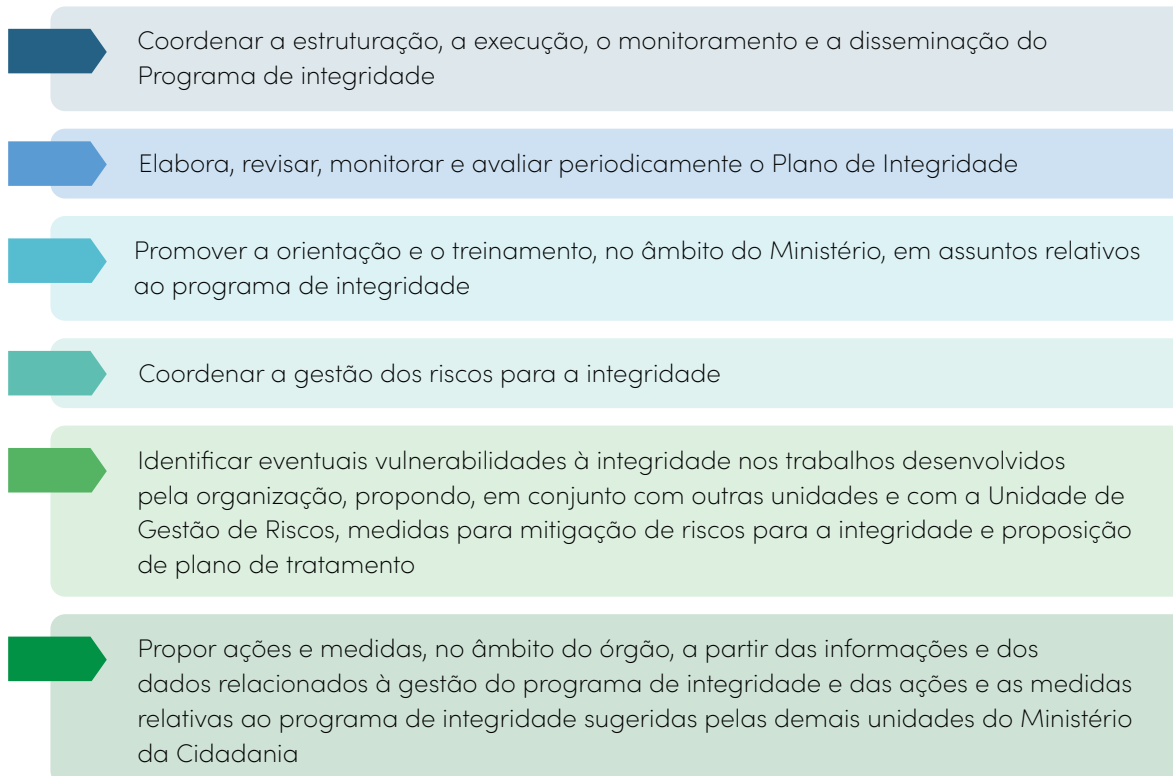 Coordenar a estruturação, a execução, o monitoramento e a disseminação do
Programa de integridade
Elabora, revisar, monitorar e avaliar periodicamente o Plano de Integridade
Promover a orientação e o treinamento, no âmbito do Ministério, em assuntos relativos
ao programa de integridade
Coordenar a gestão dos riscos para a integridade
Identificar eventuais vulnerabilidades à integridade nos trabalhos desenvolvidos
pela organização, propondo, em conjunto com outras unidades e com a Unidade de
Gestão de Riscos, medidas para mitigação de riscos para a integridade e proposição
de plano de tratamento
Propor ações e medidas, no âmbito do órgão, a partir das informações e dos
dados relacionados à gestão do programa de integridade e das ações e as medidas
relativas ao programa de integridade sugeridas pelas demais unidades do Ministério
da Cidadania